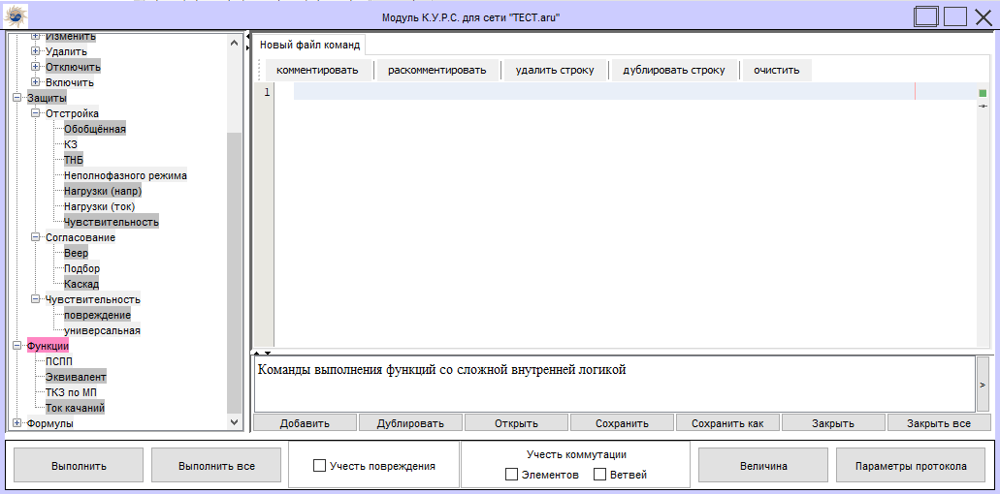 Модуль К.У.Р.С. для сети "ТЕСТ.aru"
Изменить
Удалить
Отключить
Включить
Защиты
Отстройка
Обобщённая
КЗ
ТНБ
Неполнофазного режима
Нагрузки (напр)
Нагрузки (ток)
Чувствительность
Согласование
Веер
Подбор
Каскад
Чувствительность
повреждение
универсальная
Функции
ПСПП
Эквивалент
ТКЗ по МП
Ток качаний
Формулы
Новый файл команд
комментировать раскомментировать удалить строку дублировать строку очистить
1
Команды выполнения функций со сложной внутренней логикой
>
Добавить Дублировать Открыть Сохранить Сохранить как Закрыть Закрыть все
Выполнить Выполнить все Учесть повреждения
Учесть коммутации
Элементов Ветвей
Величина Параметры протокола